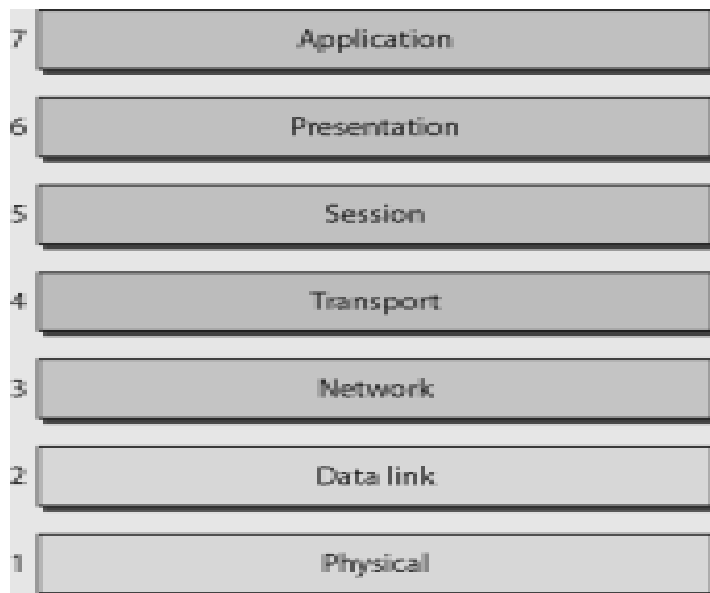 7 Application
6 Presentation
5 Session
4 Transport
3 Network
2 Data link
1 Physical